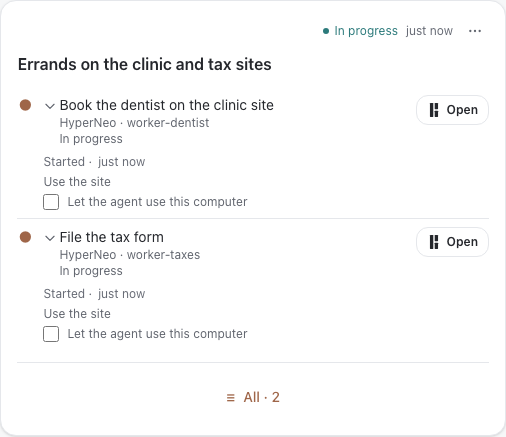 In progress just now
Errands on the clinic and tax sites
Book the dentist on the clinic site
Open
HyperNeo · worker-dentist
In progress
Started · just now
Use the site
Let the agent use this computer
File the tax form
Open
HyperNeo · worker-taxes
In progress
Started · just now
Use the site
Let the agent use this computer
All · 2